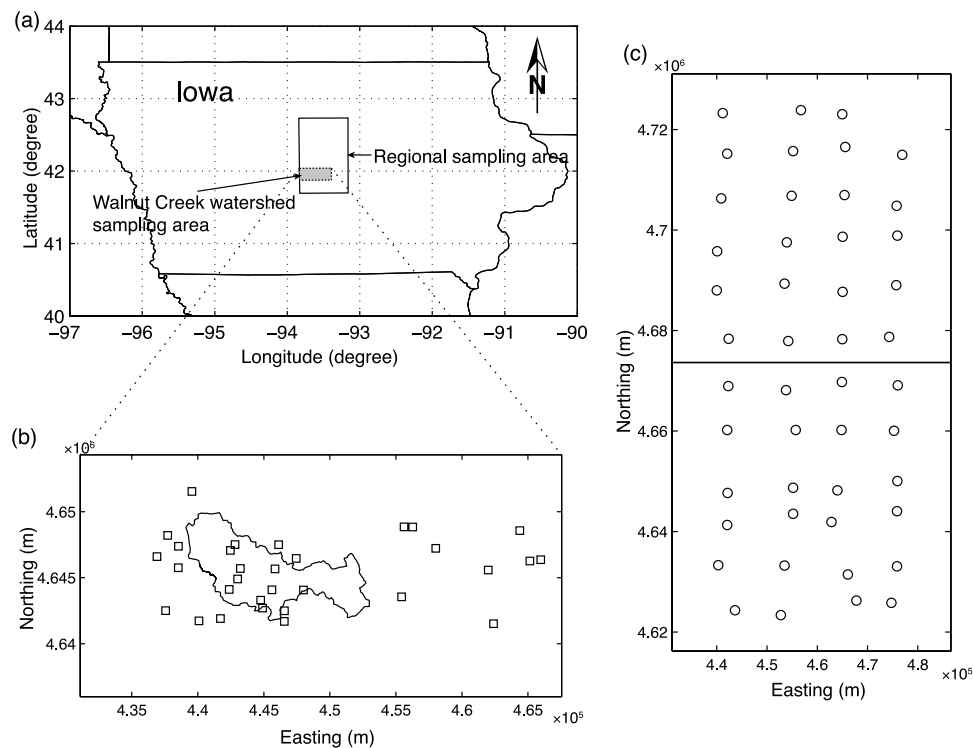 (a)
44
43
42
41
40
Latitude (degree)
Iowa
N
Regional sampling area
Walnut Creek watershed
sampling area
−97
−96
−95
−94
−93
−92
−91
−90
Longitude (degree)
(b)
×10⁶
4.65
4.645
4.64
Northing (m)
4.35
4.4
4.45
4.5
4.55
4.6
4.65
×10⁵
Easting (m)
(c)
×10⁶
4.72
4.7
4.68
4.66
4.64
4.62
Northing (m)
4.4
4.5
4.6
4.7
4.8
×10⁵
Easting (m)